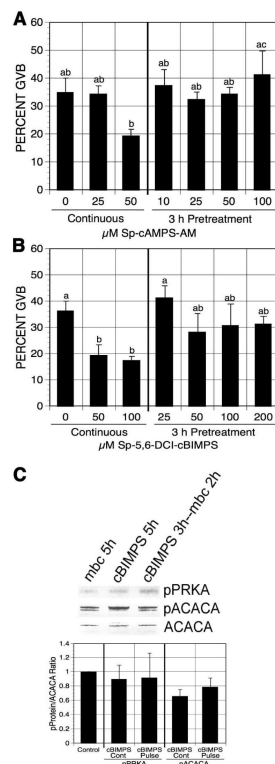 A
PERCENT GVB
60
50
40
30
20
10
0
ab
ab
b
ab
ab
ab
ac
0 25 50 10 25 50 100
Continuous 3 h Pretreatment
µM Sp-cAMPS-AM
B
PERCENT GVB
60
50
40
30
20
10
0
a
b
b
a
ab
ab
ab
0 50 100 25 50 100 200
Continuous 3 h Pretreatment
µM Sp-5,6-DCI-cBIMPS
C
mbc 5h
cBIMPS 5h
cBIMPS 3h--mbc 2h
pPRKA
pACACA
ACACA
pProtein/ACACA Ratio
1.4
1.2
1
0.8
0.6
0.4
0.2
0
Control cBIMPS Cont cBIMPS Pulse cBIMPS Cont cBIMPS Pulse
pPRKA pACACA